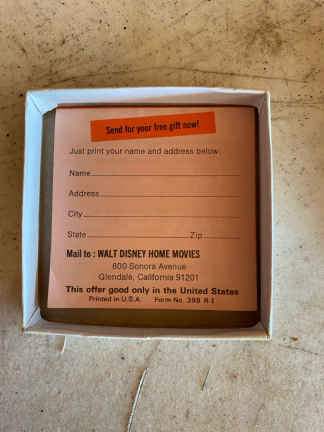 Send for your free gift now!
Just print your name and address below:
Name
Address
City
State Zip
Mail to : WALT DISNEY HOME MOVIES
800 Sonora Avenue
Glendale, California 91201
This offer good only in the United States
Printed in U.S.A. Form No. 398 R-1